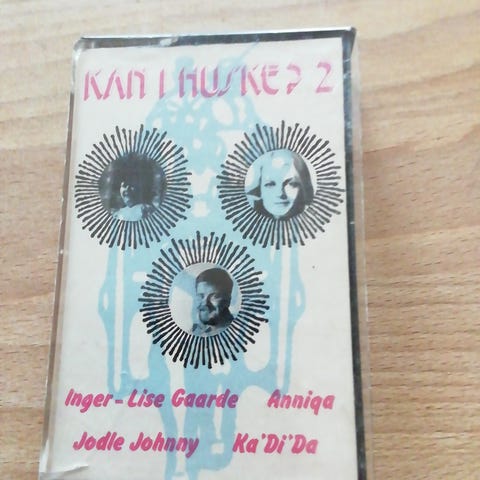 KAN I HUSKE? 2
Inger-Lise Gaarde Anniqa
Jodle Johnny Ka'Di'Da